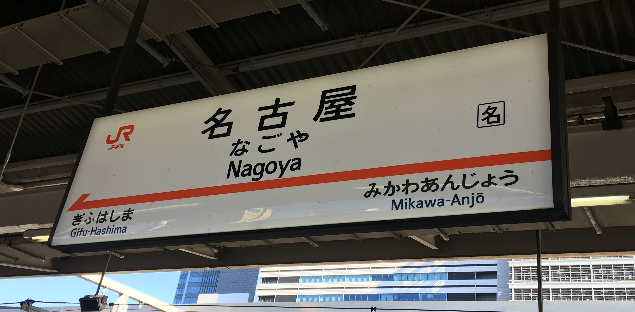 JR
名古屋
名
なごや
Nagoya
ぎふはしま
Gifu-Hashima
みかわあんじょう
Mikawa-Anjō